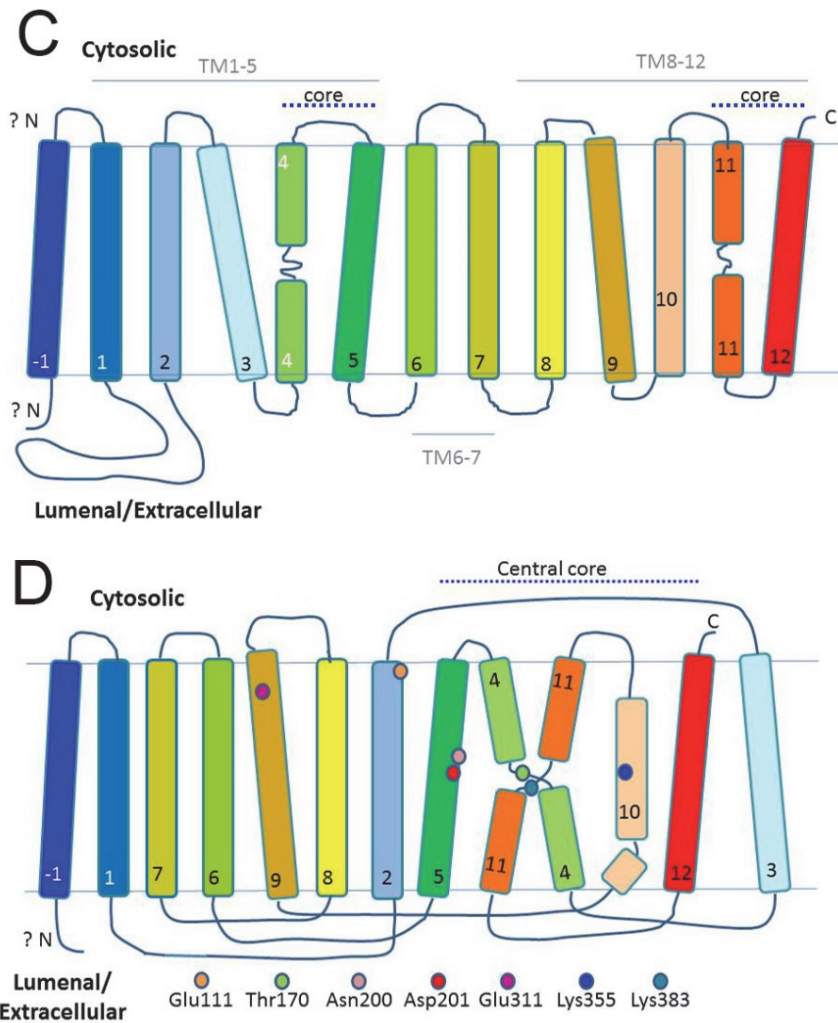 C
Cytosolic
TM1-5
TM8-12
core
core
? N
C
4
11
-1
1
2
3
4
5
6
7
8
9
10
11
12
? N
TM6-7
Lumenal/Extracellular
D
Central core
Cytosolic
C
4
11
10
-1
1
7
6
9
8
2
5
11
4
12
3
? N
Lumenal/
Extracellular
Glu111 Thr170 Asn200 Asp201 Glu311 Lys355 Lys383